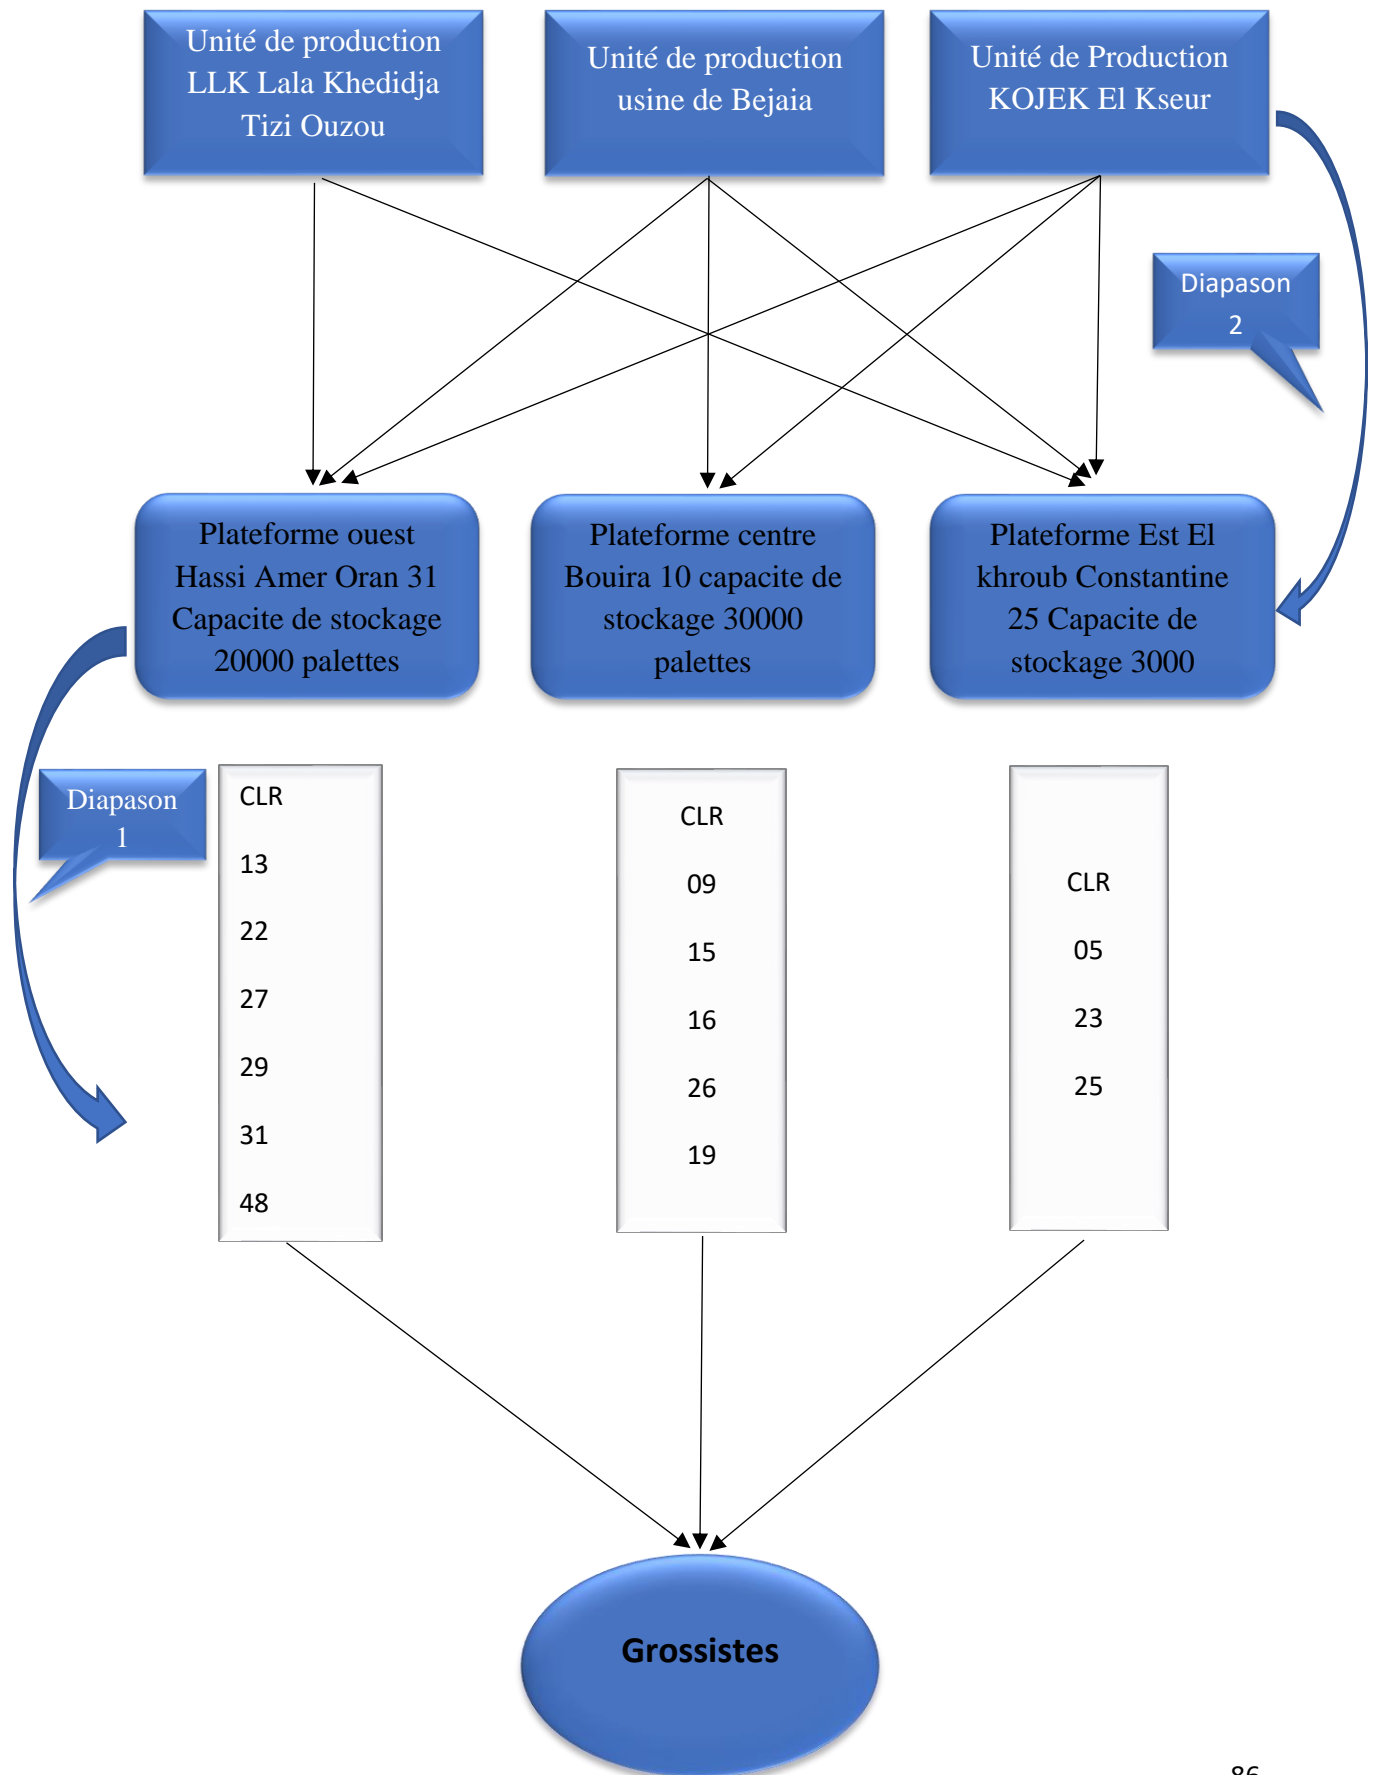 Unité de production
LLK Lala Khedidja
Tizi Ouzou
Unité de production
usine de Bejaia
Unité de Production
KOJEK El Kseur
Diapason
2
Plateforme ouest
Hassi Amer Oran 31
Capacite de stockage
20000 palettes
Plateforme centre
Bouira 10 capacite de
stockage 30000
palettes
Plateforme Est El
khroub Constantine
25 Capacite de
stockage 3000
Diapason
1
CLR
13
22
27
29
31
48
CLR
09
15
16
26
19
CLR
05
23
25
Grossistes
86